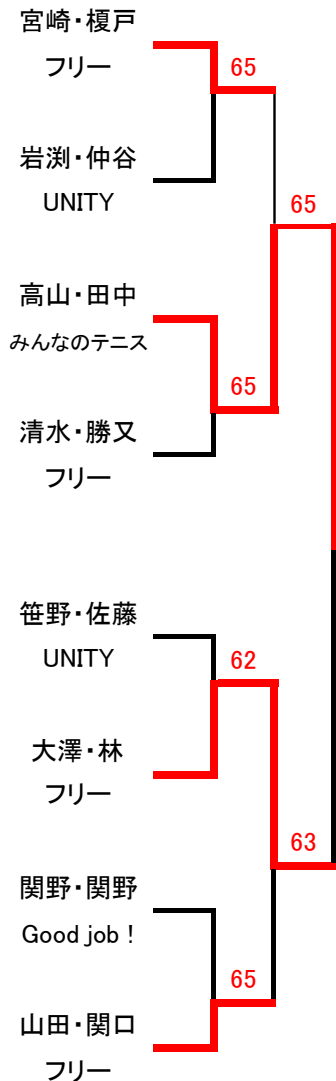 宮崎・榎戸
フリー
65
岩渕・仲谷
UNITY
65
高山・田中
みんなのテニス
65
清水・勝又
フリー
笹野・佐藤
UNITY
62
大澤・林
フリー
63
関野・関野
Good job！
65
山田・関口
フリー